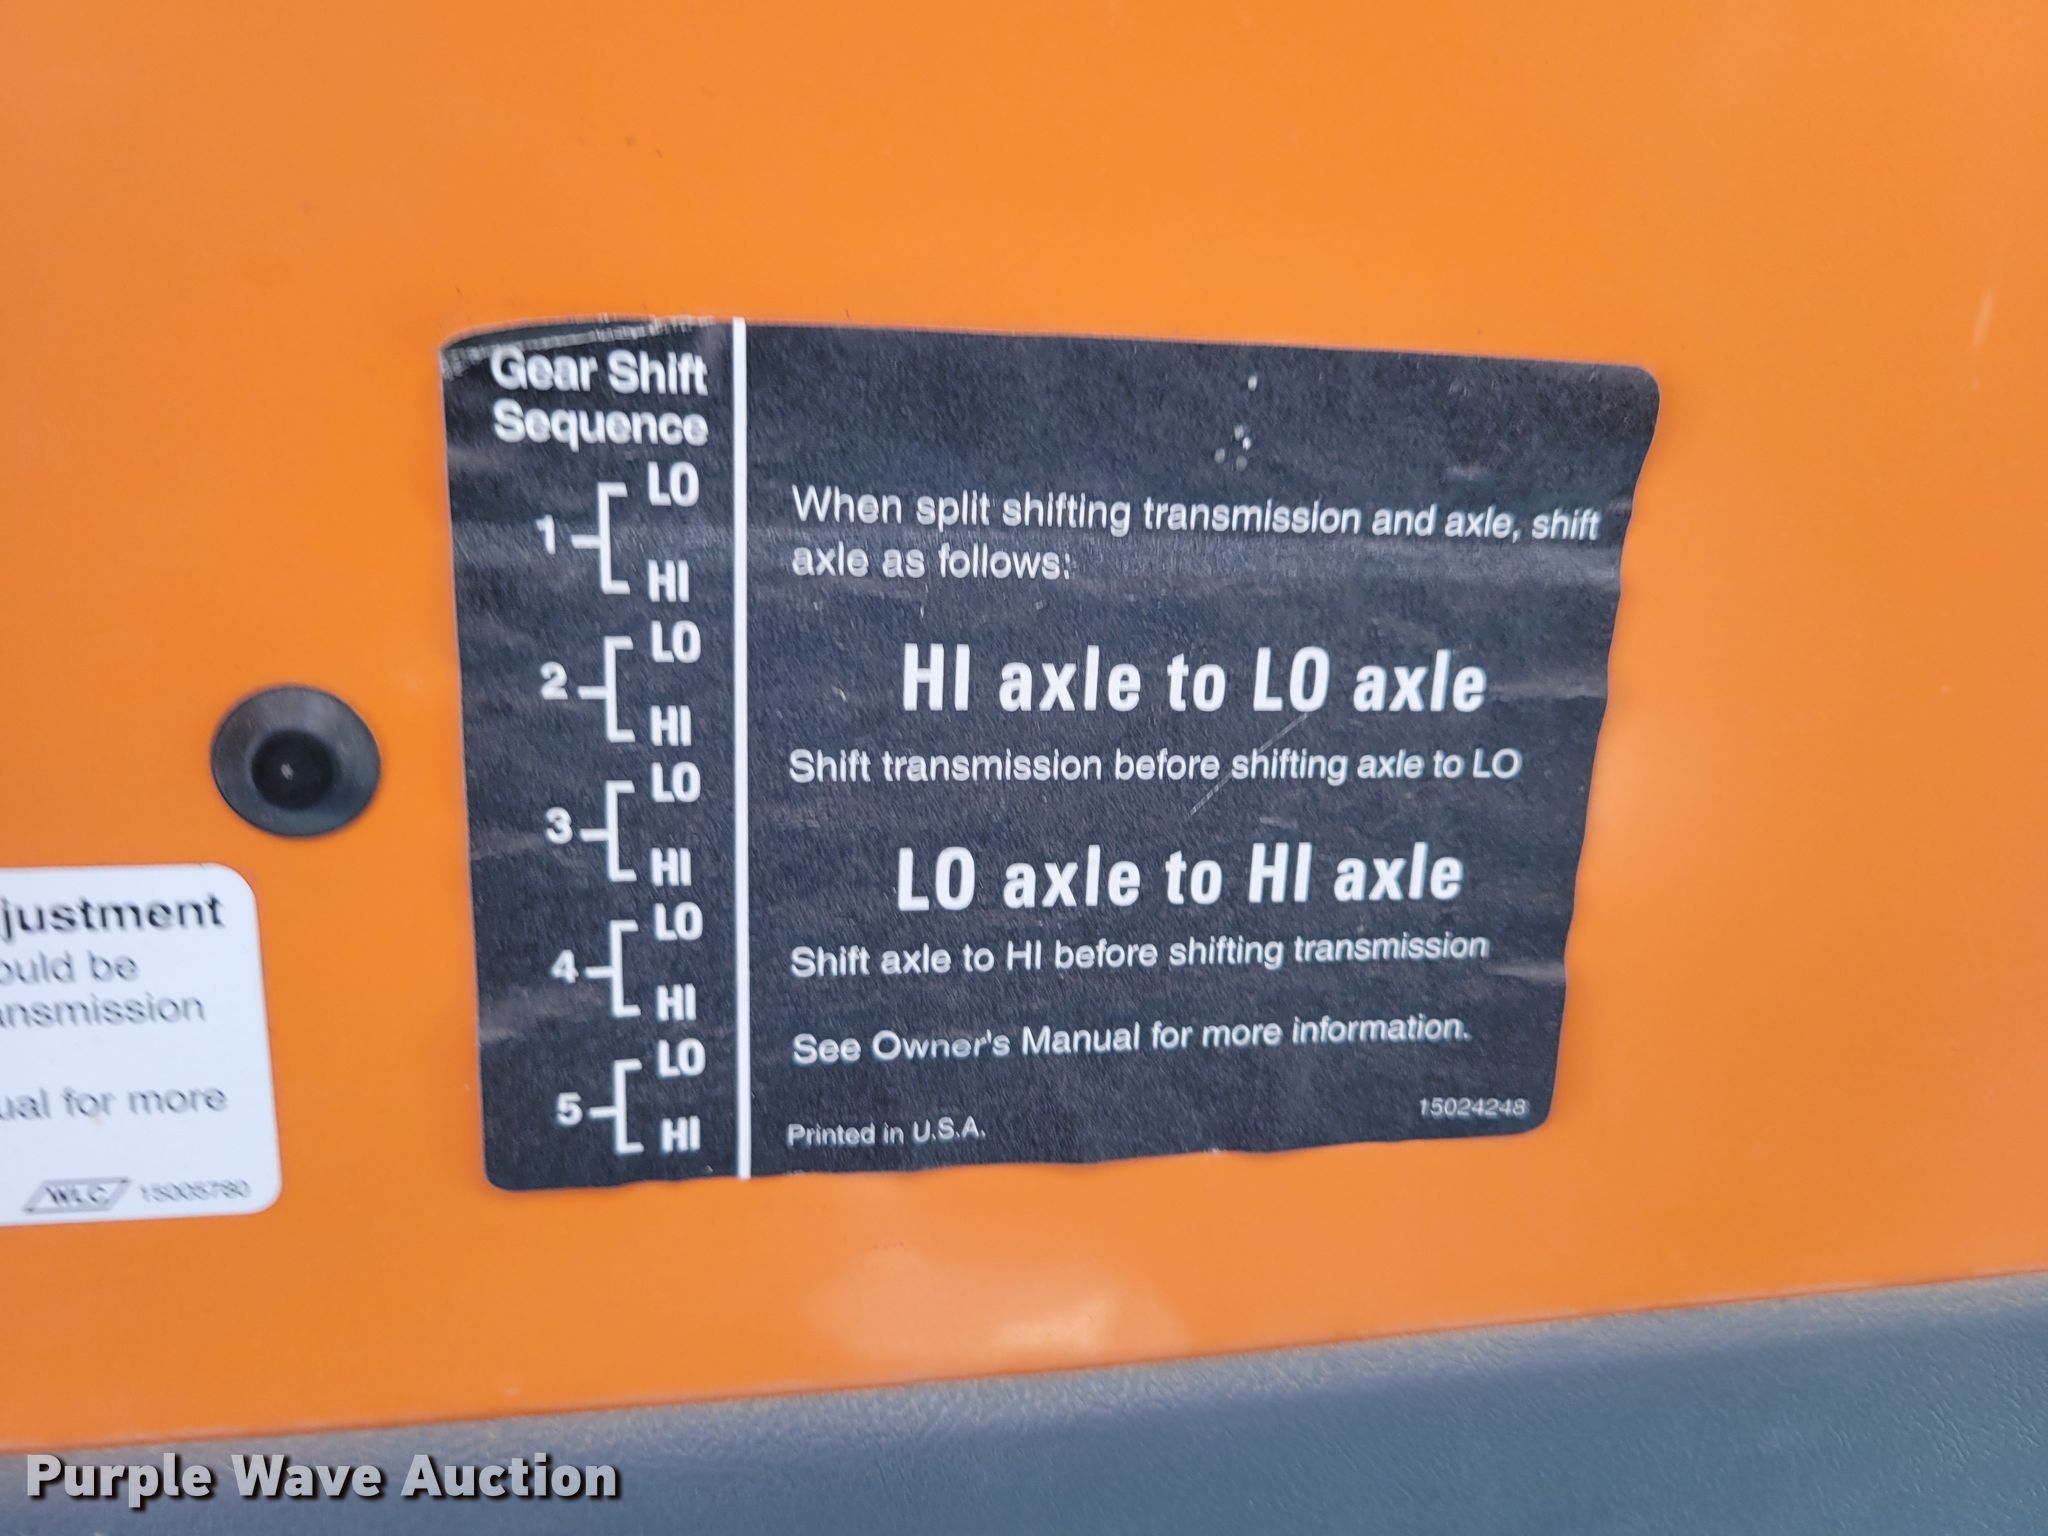 Gear Shift
Sequence
1 LO
HI
2 LO
HI
3 LO
HI
4 LO
HI
5 LO
HI
When split shifting transmission and axle, shift
axle as follows:
HI axle to LO axle
Shift transmission before shifting axle to LO
LO axle to HI axle
Shift axle to HI before shifting transmission
See Owner's Manual for more information.
Printed in U.S.A.
15024248
justment
ould be
ansmission
ual for more
WLC 15005780
Purple Wave Auction